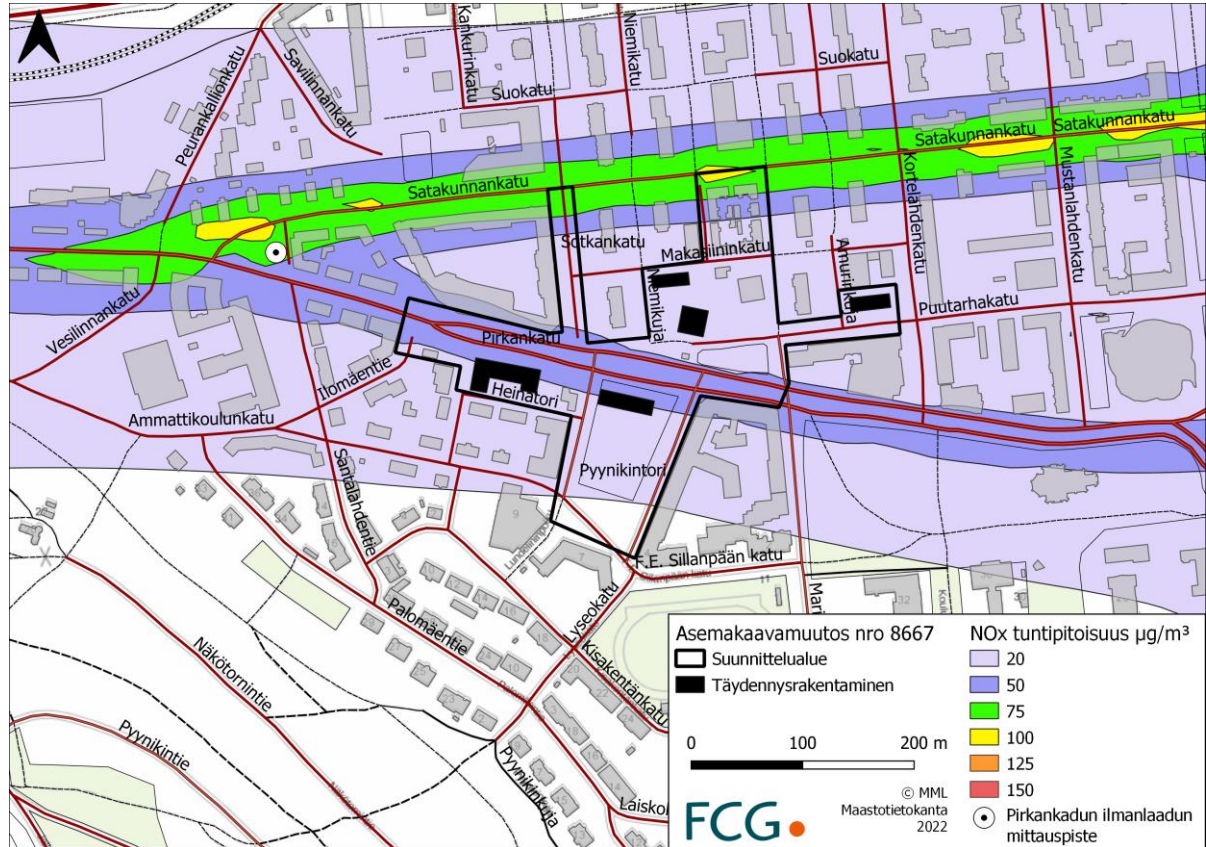 Kankurinkatu
Niemikatu
Suokatu
Suokatu
Savilinnankatu
Peurankallionkatu
Satakunnankatu
Satakunnankatu
Satakunnankatu
Kortelahdenkatu
Mustanlahdenkatu
Sotkankatu
Makasiininkatu
Niemikuja
Amurinkuja
Puutarhakatu
Vesilinnankatu
Pirkankatu
Ilomäentie
Heinätori
Ammattikoulunkatu
Pyynikintori
Santalahdentie
F.E. Sillanpään katu
Lyseokatu
Palomäentie
Kisakentänkatu
Näkötornintie
Pyynikintie
Pyynikinkuja
Asemakaavamuutos nro 8667
Suunnittelualue
Täydennysrakentaminen
0 100 200 m
FCG
© MML
Maastotietokanta
2022
NOx tuntipitoisuus µg/m³
20
50
75
100
125
150
Pirkankadun ilmanlaadun
mittauspiste